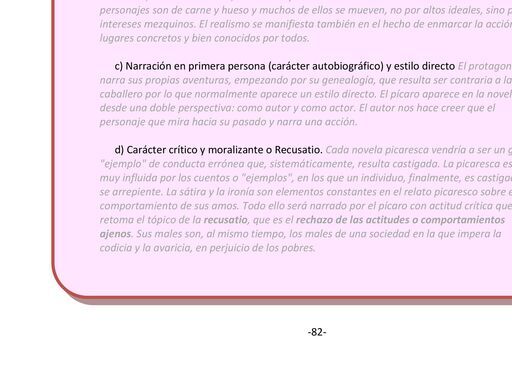 personajes son de carne y hueso y muchos de ellos se mueven, no por altos ideales, sino p
intereses mezquinos. El realismo se manifiesta también en el hecho de enmarcar la acció
lugares concretos y bien conocidos por todos.
c) Narración en primera persona (carácter autobiográfico) y estilo directo El protagon
narra sus propias aventuras, empezando por su genealogía, que resulta ser contraria a la
caballero por lo que normalmente aparece un estilo directo. El pícaro aparece en la novel
desde una doble perspectiva: como autor y como actor. El autor nos hace creer que el
personaje que mira hacia su pasado y narra una acción.
d) Carácter crítico y moralizante o Recusatio. Cada novela picaresca vendría a ser un g
"ejemplo" de conducta errónea que, sistemáticamente, resulta castigada. La picaresca es
muy influida por los cuentos o "ejemplos", en los que un individuo, finalmente, es castiga
se arrepiente. La sátira y la ironía son elementos constantes en el relato picaresco sobre e
comportamiento de sus amos. Todo ello será narrado por el pícaro con actitud crítica que
retoma el tópico de la recusatio, que es el rechazo de las actitudes o comportamientos
ajenos. Sus males son, al mismo tiempo, los males de una sociedad en la que impera la
codicia y la avaricia, en perjuicio de los pobres.
-82-